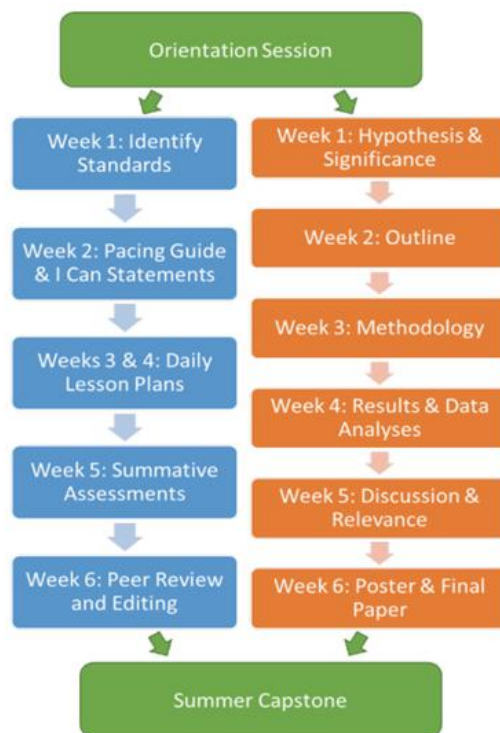 Orientation Session
Week 1: Identify
Standards
Week 2: Pacing Guide
& I Can Statements
Weeks 3 & 4: Daily
Lesson Plans
Week 5: Summative
Assessments
Week 6: Peer Review
and Editing
Week 1: Hypothesis &
Significance
Week 2: Outline
Week 3: Methodology
Week 4: Results & Data
Analyses
Week 5: Discussion &
Relevance
Week 6: Poster & Final
Paper
Summer Capstone